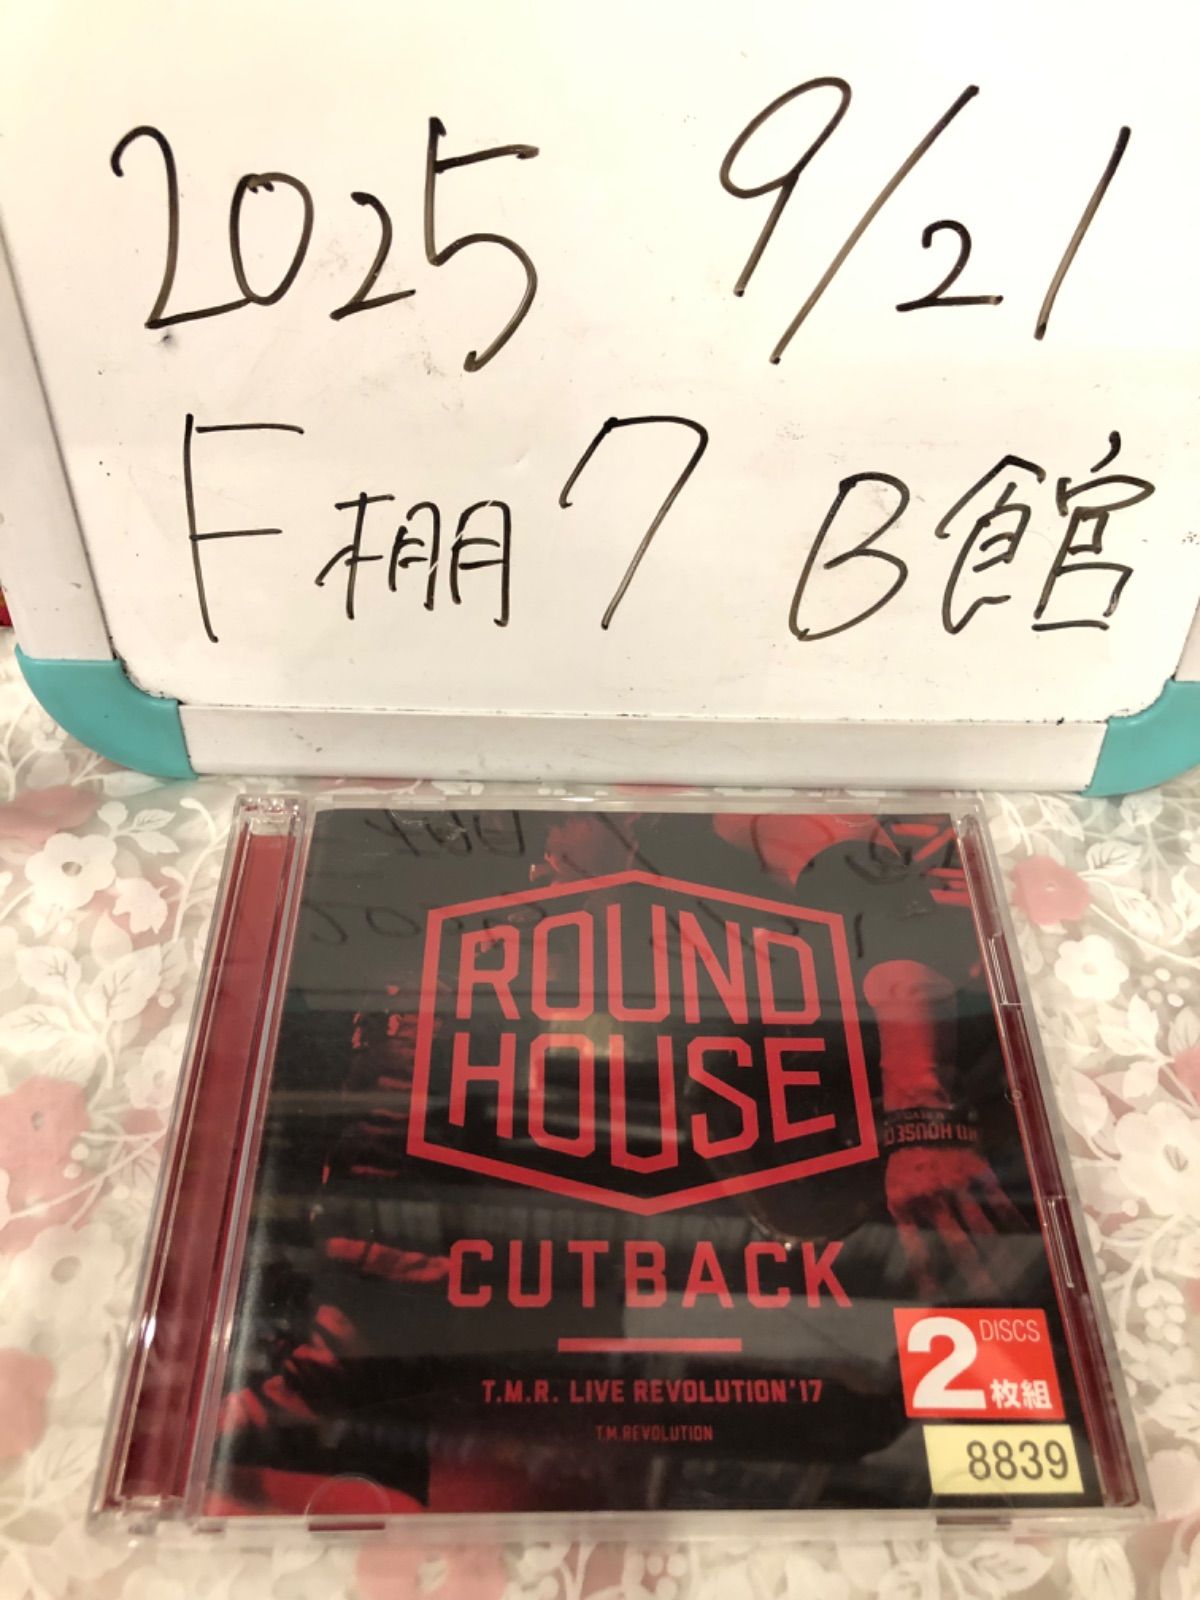 2025 9/21
F棚7 B館
ROUND
HOUSE
CUTBACK
T.M.R. LIVE REVOLUTION'17
T.M.REVOLUTION
2 DISCS
枚組
8839